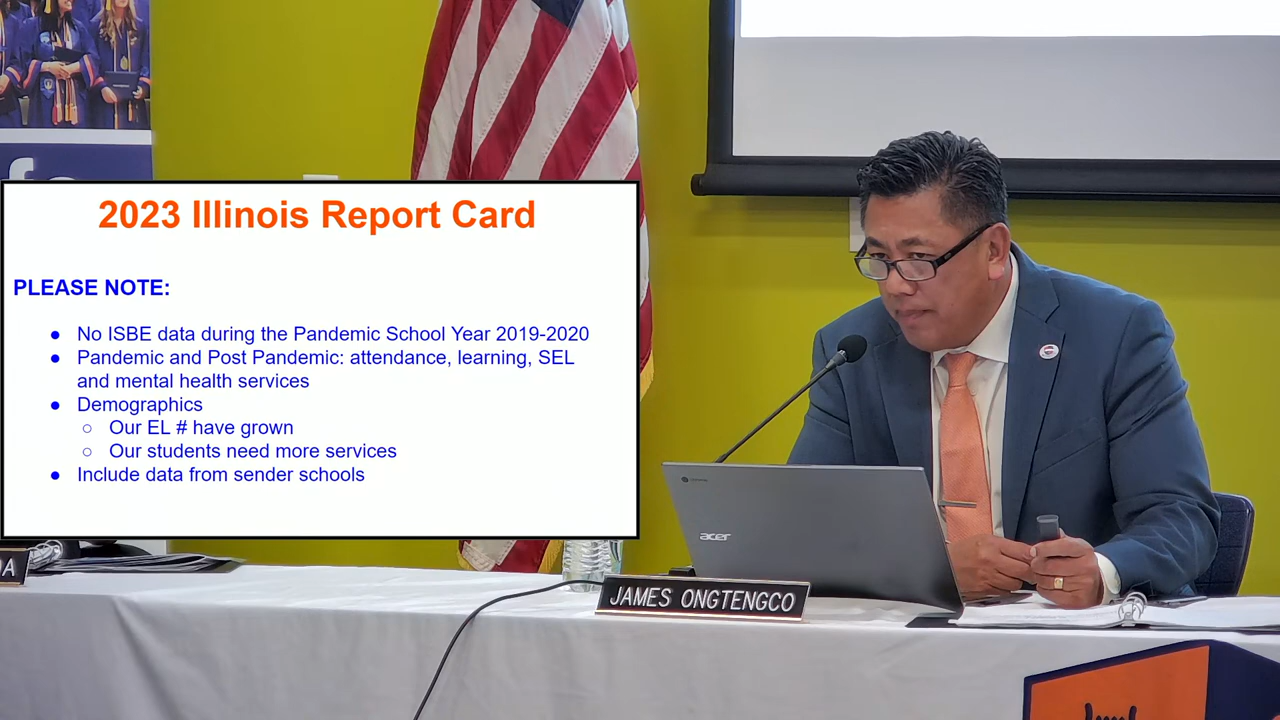 2023 Illinois Report Card
PLEASE NOTE:
● No ISBE data during the Pandemic School Year 2019-2020
● Pandemic and Post Pandemic: attendance, learning, SEL
and mental health services
● Demographics
○ Our EL # have grown
○ Our students need more services
● Include data from sender schools
acer
DA
JAMES ONGTENGCO